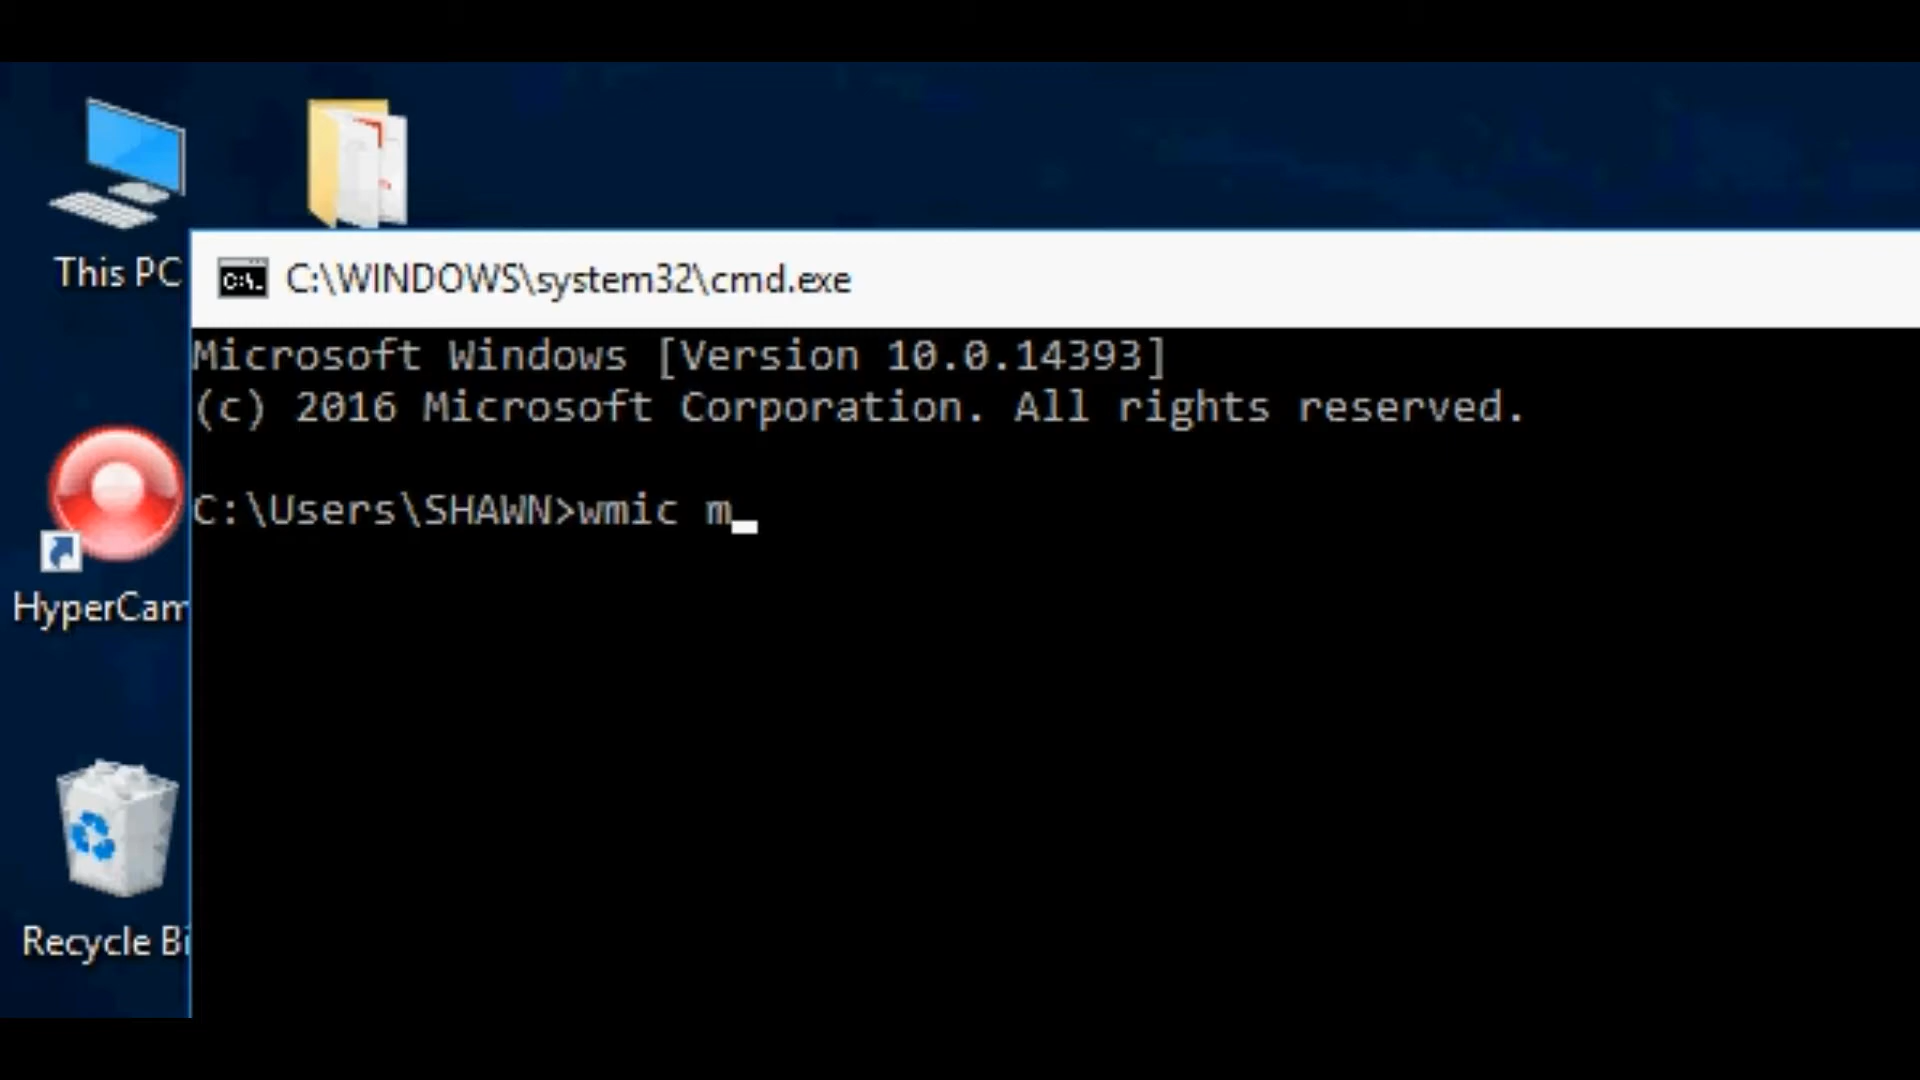 This PC
C:\WINDOWS\system32\cmd.exe
Microsoft Windows [Version 10.0.14393]
(c) 2016 Microsoft Corporation. All rights reserved.
C:\Users\SHAWN>wmic m
HyperCam
Recycle Bi